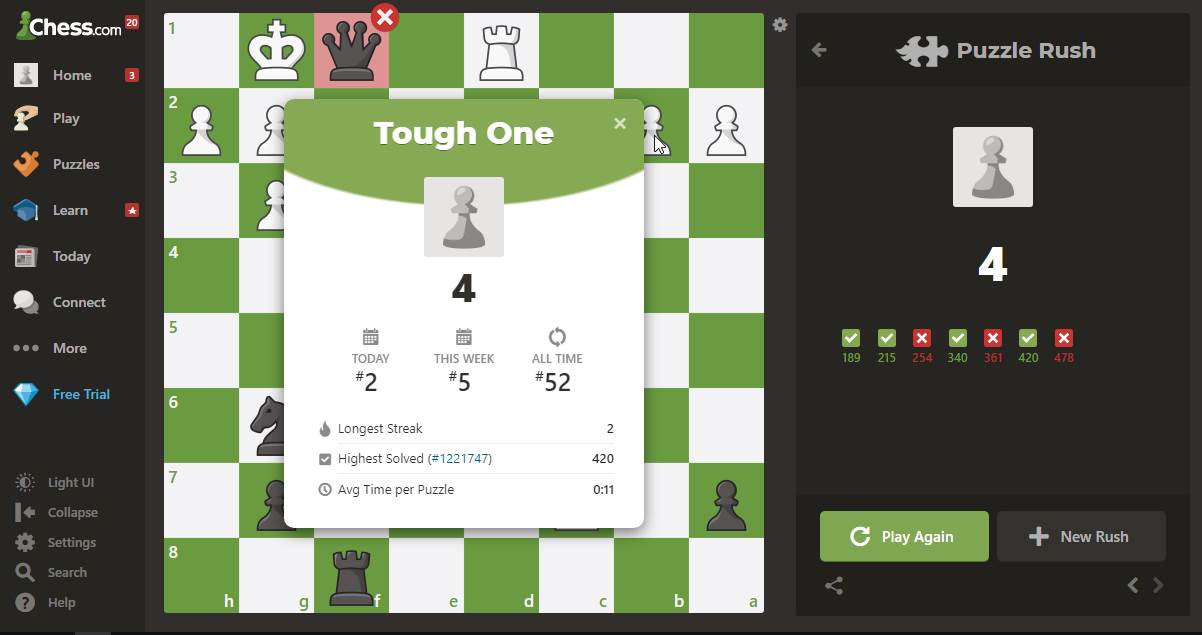 Chess.com 20
Home 3
Play
Puzzles
Learn
Today
Connect
More
Free Trial
Light UI
Collapse
Settings
Search
Help
1
2
3
4
5
6
7
8
h g f e d c b a
Tough One
4
TODAY THIS WEEK ALL TIME
#2 #5 #52
Longest Streak 2
Highest Solved (#1221747) 420
Avg Time per Puzzle 0:11
Puzzle Rush
4
189 215 254 340 361 420 478
Play Again New Rush